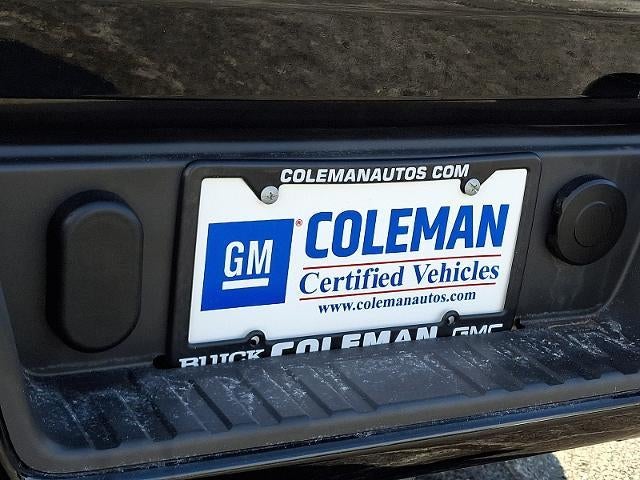 COLEMANAUTOS COM
GM
COLEMAN
Certified Vehicles
www.colemanautos.com
BUICK COLEMAN GMC